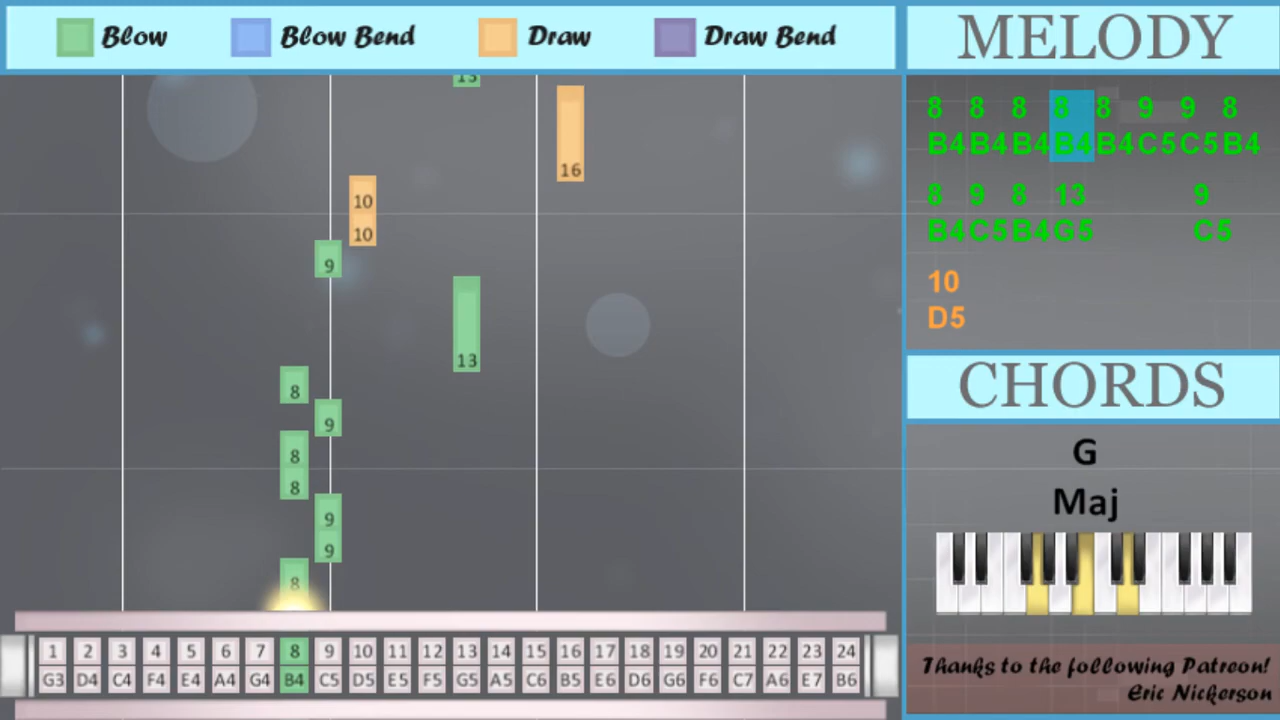 Blow Blow Bend Draw Draw Bend
MELODY
8 8 8 8 8 9 9 8
B4 B4 B4 B4 B4 C5 C5 B4
8 9 8 13 9
B4 C5 B4 G5 C5
10
D5
13
16
10
10
9
13
8
9
8
8
9
9
8
CHORDS
G
Maj
Thanks to the following Patreon!
Eric Nickerson
1 2 3 4 5 6 7 8 9 10 11 12 13 14 15 16 17 18 19 20 21 22 23 24
G3 D4 C4 F4 E4 A4 G4 B4 C5 D5 E5 F5 G5 A5 C6 B5 E6 D6 G6 F6 C7 A6 E7 B6